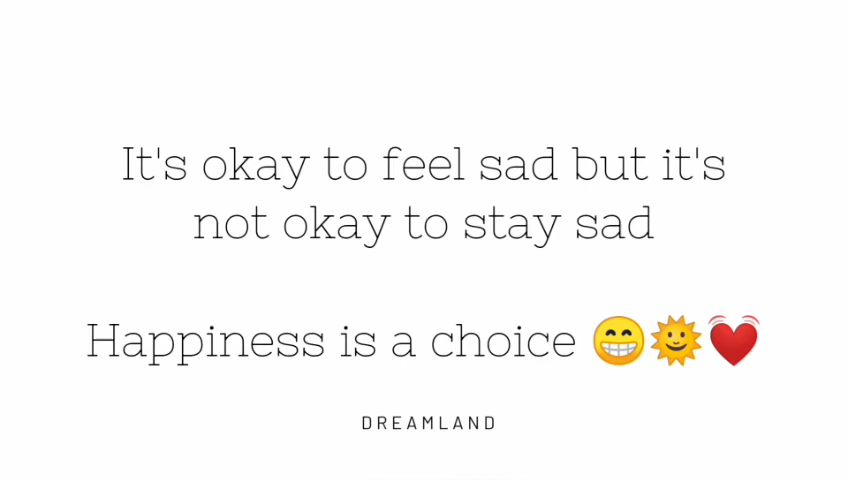 It's okay to feel sad but it's
not okay to stay sad
Happiness is a choice 😁🌞💓
DREAMLAND